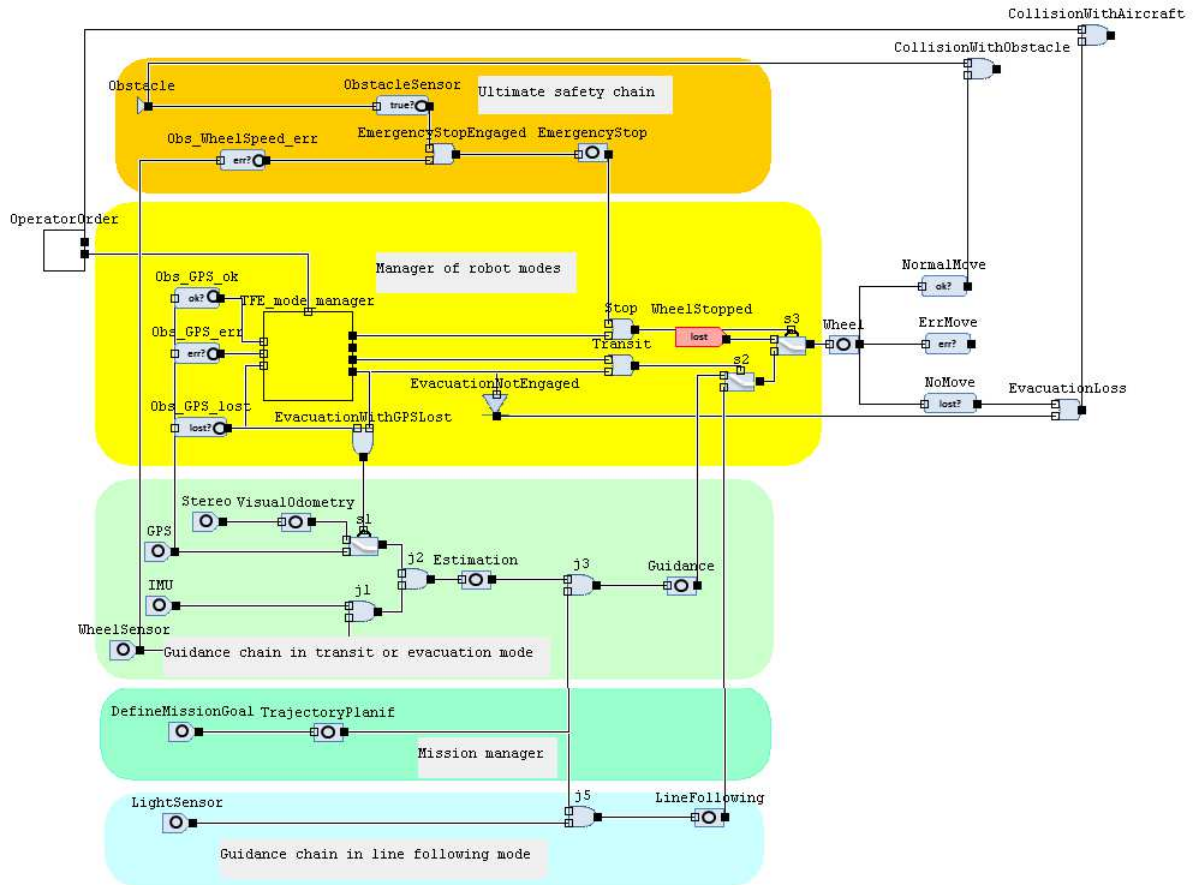 CollisionWithAircraft
CollisionWithObstacle
Obstacle
ObstacleSensor
true?
Ultimate safety chain
Obs_WheelSpeed_err
err?
EmergencyStopEngaged
EmergencyStop
OperatorOrder
Manager of robot modes
Obs_GPS_ok
ok?
TFE_mode_manager
Obs_GPS_err
err?
Stop
WheelStopped
lost
s3
Wheel
NormalMove
ok?
ErrMove
err?
Transit
s2
EvacuationNotEngaged
NoMove
lost?
EvacuationLoss
Obs_GPS_lost
lost?
EvacuationWithGPSLost
Stereo
VisualOdometry
s1
GPS
j2
Estimation
j3
Guidance
IMU
j1
WheelSensor
Guidance chain in transit or evacuation mode
DefineMissionGoal
TrajectoryPlanif
Mission manager
LightSensor
j5
LineFollowing
Guidance chain in line following mode